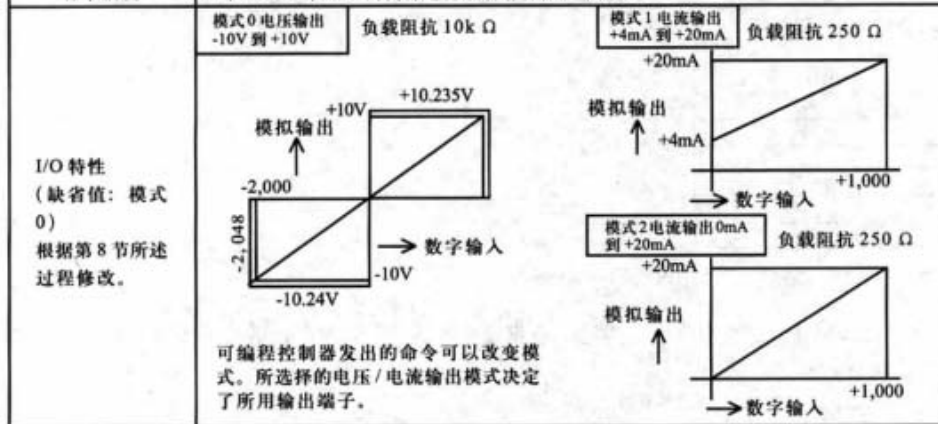 I/O 特性
(缺省值: 模式
0)
根据第 8 节所述
过程修改。
模式 0 电压输出
-10V 到 +10V
负载阻抗 10k Ω
+10V
+10.235V
模拟输出
-2,000
-2,048
数字输入
-10V
-10.24V
可编程控制器发出的命令可以改变模
式。所选择的电压 / 电流输出模式决定
了所用输出端子。
模式 1 电流输出
+4mA 到 +20mA
负载阻抗 250 Ω
+20mA
模拟输出
+4mA
+1,000
数字输入
模式 2 电流输出 0mA
到 +20mA
负载阻抗 250 Ω
+20mA
模拟输出
+1,000
数字输入